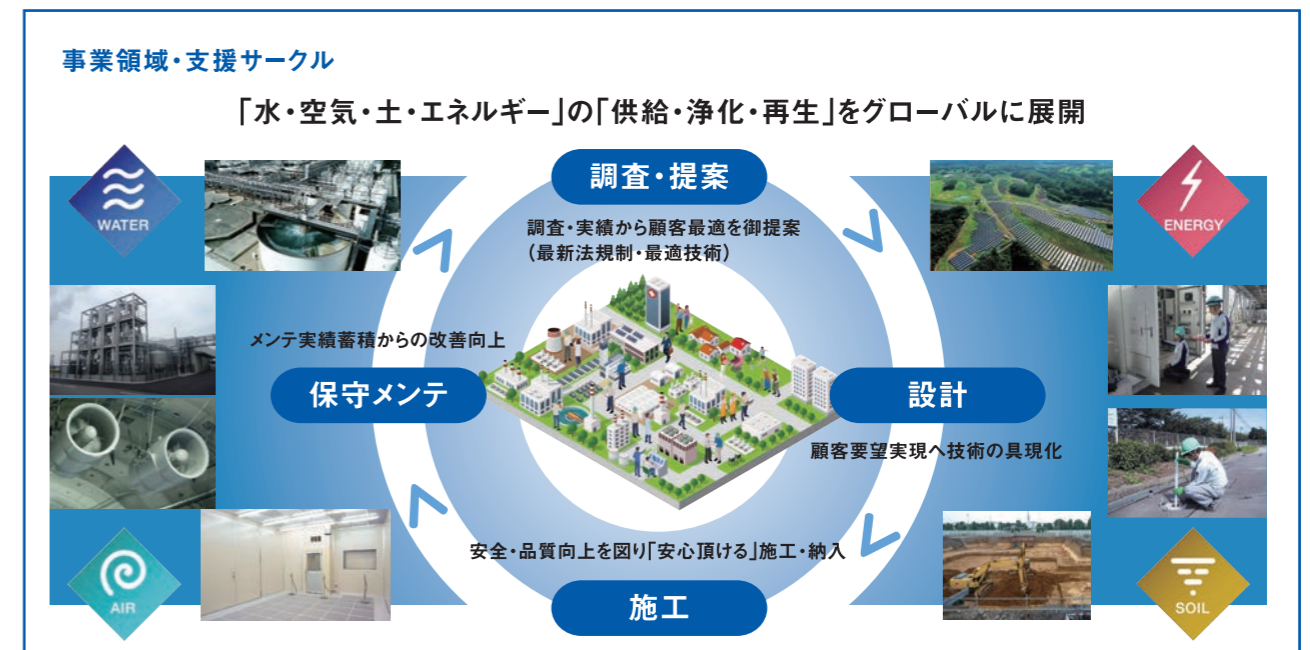 事業領域・支援サークル
「水・空気・土・エネルギー」の「供給・浄化・再生」をグローバルに展開
WATER
調査・提案
調査・実績から顧客最適を御提案
（最新法規制・最適技術）
ENERGY
メンテ実績蓄積からの改善向上
保守メンテ
設計
顧客要望実現へ技術の具現化
安全・品質向上を図り「安心頂ける」施工・納入
施工
AIR
SOIL